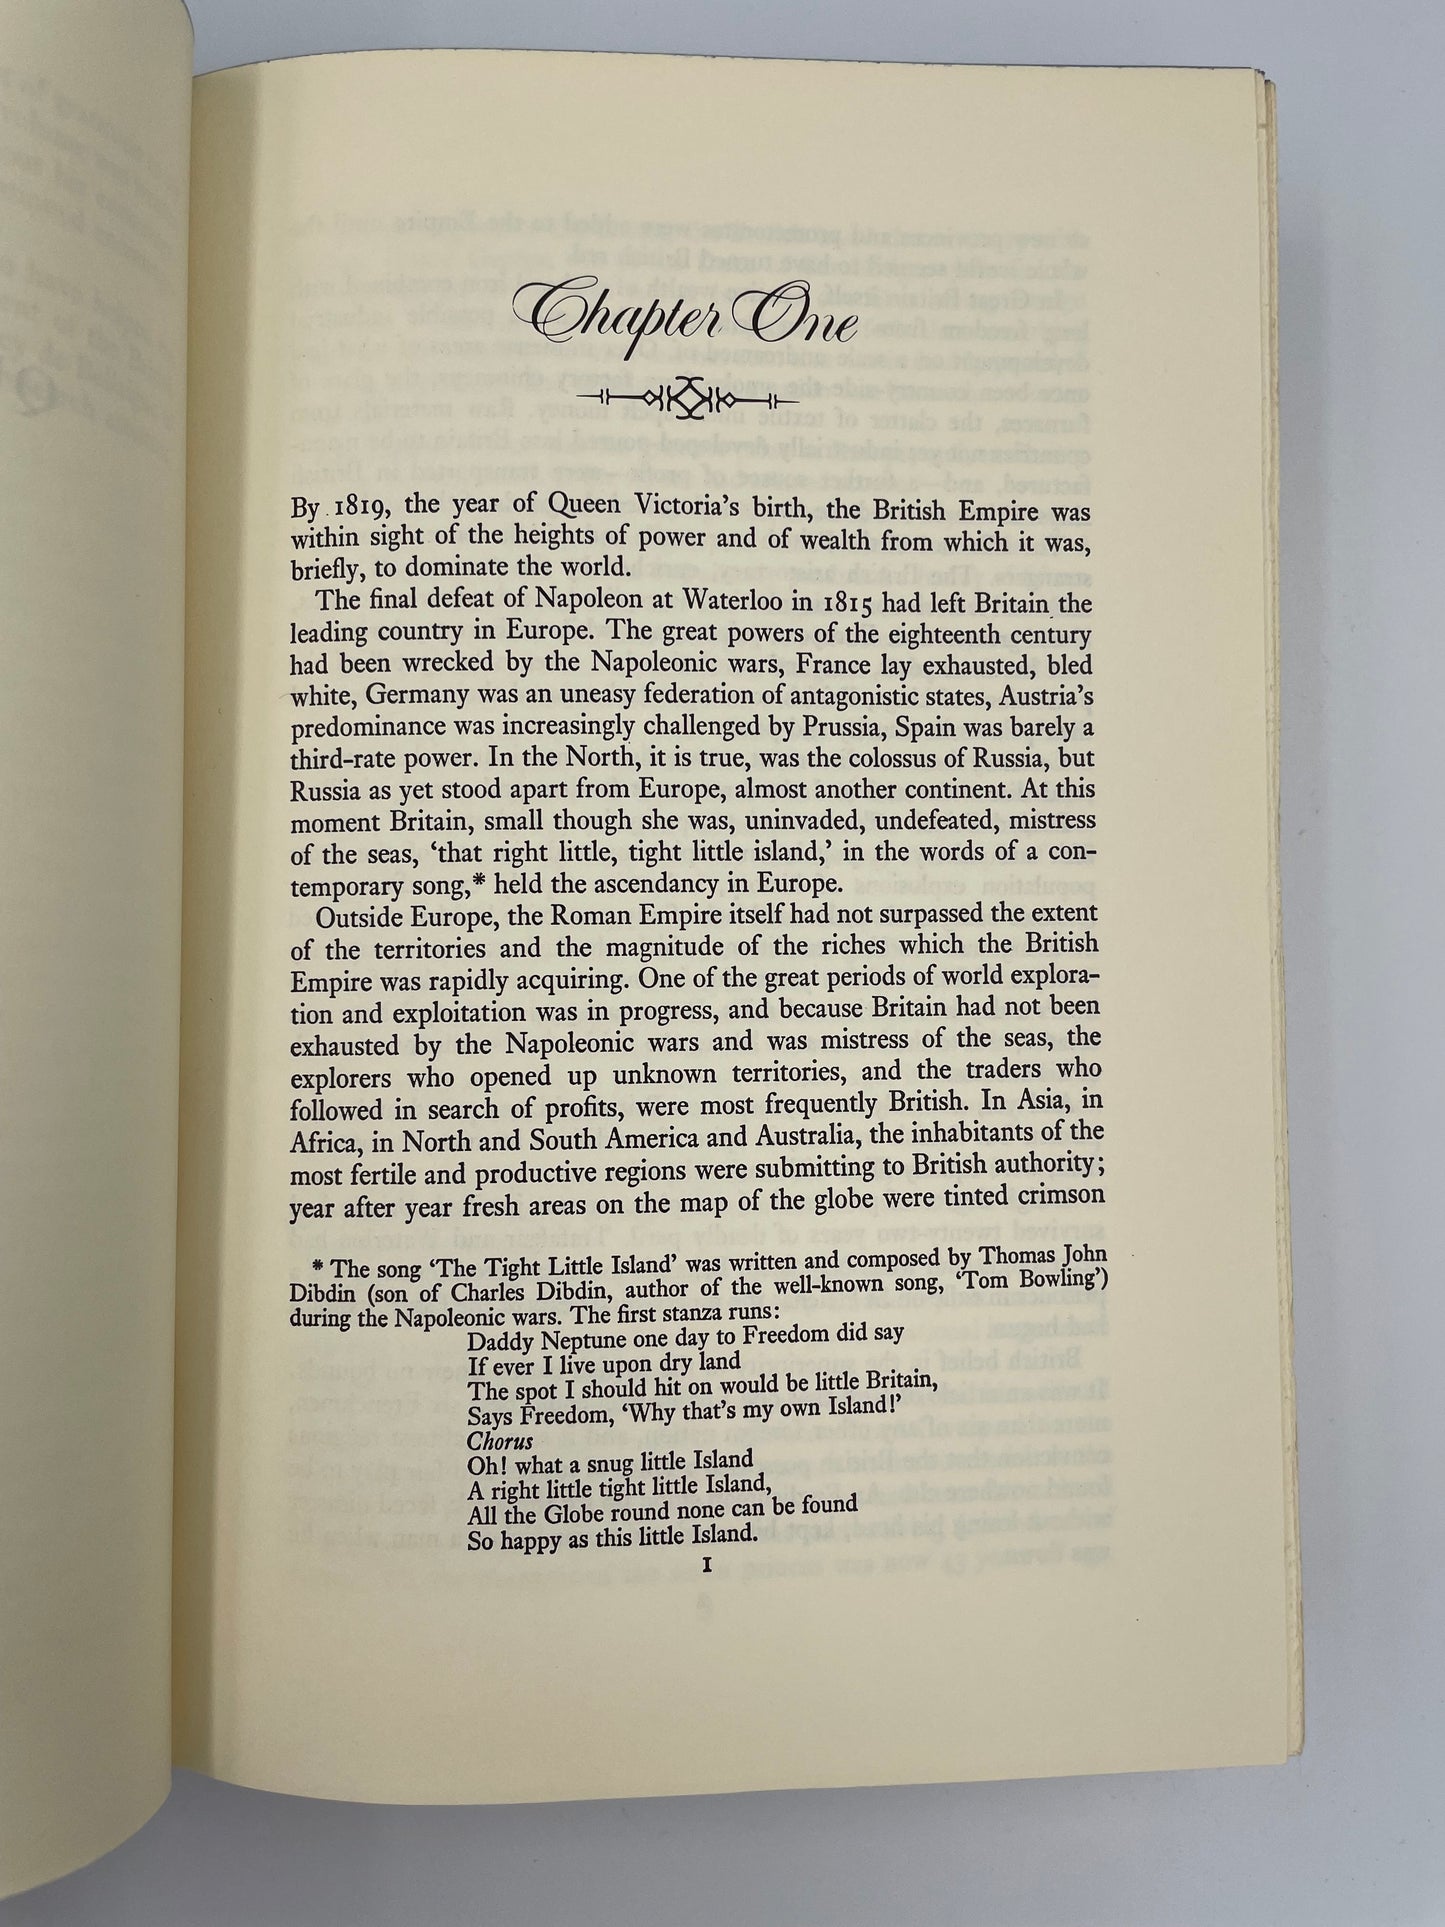 Chapter One
By 1819, the year of Queen Victoria's birth, the British Empire was
within sight of the heights of power and of wealth from which it was,
briefly, to dominate the world.
The final defeat of Napoleon at Waterloo in 1815 had left Britain the
leading country in Europe. The great powers of the eighteenth century
had been wrecked by the Napoleonic wars, France lay exhausted, bled
white, Germany was an uneasy federation of antagonistic states, Austria's
predominance was increasingly challenged by Prussia, Spain was barely a
third-rate power. In the North, it is true, was the colossus of Russia, but
Russia as yet stood apart from Europe, almost another continent. At this
moment Britain, small though she was, uninvaded, undefeated, mistress
of the seas, 'that right little, tight little island,' in the words of a con-
temporary song,* held the ascendancy in Europe.
Outside Europe, the Roman Empire itself had not surpassed the extent
of the territories and the magnitude of the riches which the British
Empire was rapidly acquiring. One of the great periods of world explora-
tion and exploitation was in progress, and because Britain had not been
exhausted by the Napoleonic wars and was mistress of the seas, the
explorers who opened up unknown territories, and the traders who
followed in search of profits, were most frequently British. In Asia, in
Africa, in North and South America and Australia, the inhabitants of the
most fertile and productive regions were submitting to British authority;
year after year fresh areas on the map of the globe were tinted crimson
* The song 'The Tight Little Island' was written and composed by Thomas John
Dibdin (son of Charles Dibdin, author of the well-known song, 'Tom Bowling')
during the Napoleonic wars. The first stanza runs:
Daddy Neptune one day to Freedom did say
If ever I live upon dry land
The spot I should hit on would be little Britain,
Says Freedom, 'Why that's my own Island!'
Chorus
Oh! what a snug little Island
A right little tight little Island,
All the Globe round none can be found
So happy as this little Island.
I